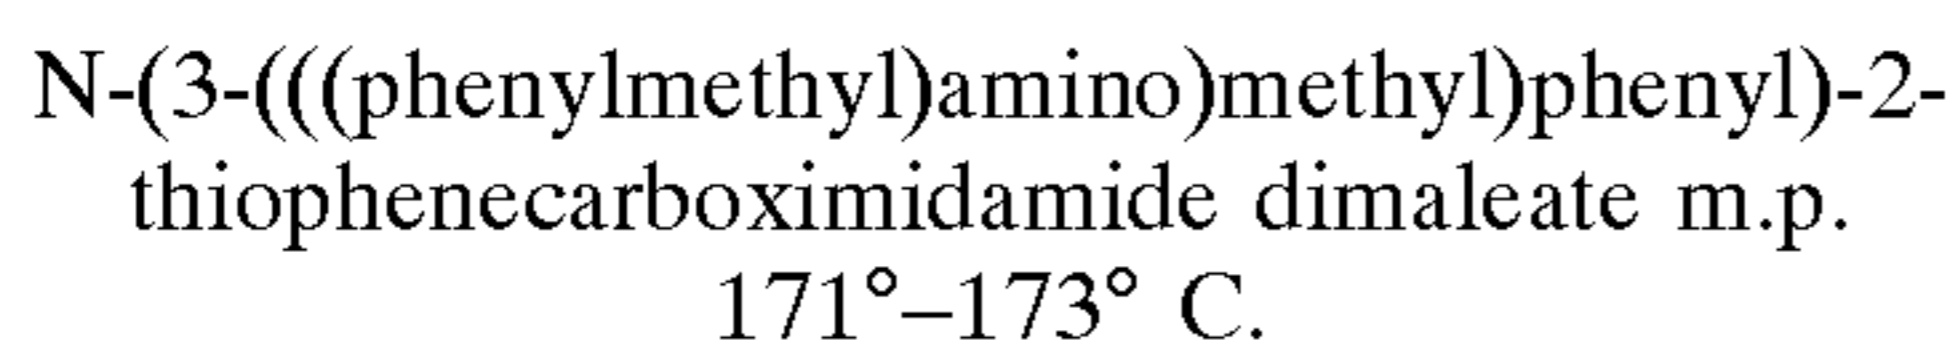 N-(3-(((phenylmethyl)amino)methyl)phenyl)-2-
thiophenecarboximidamide dimaleate m.p.
171°–173° C.